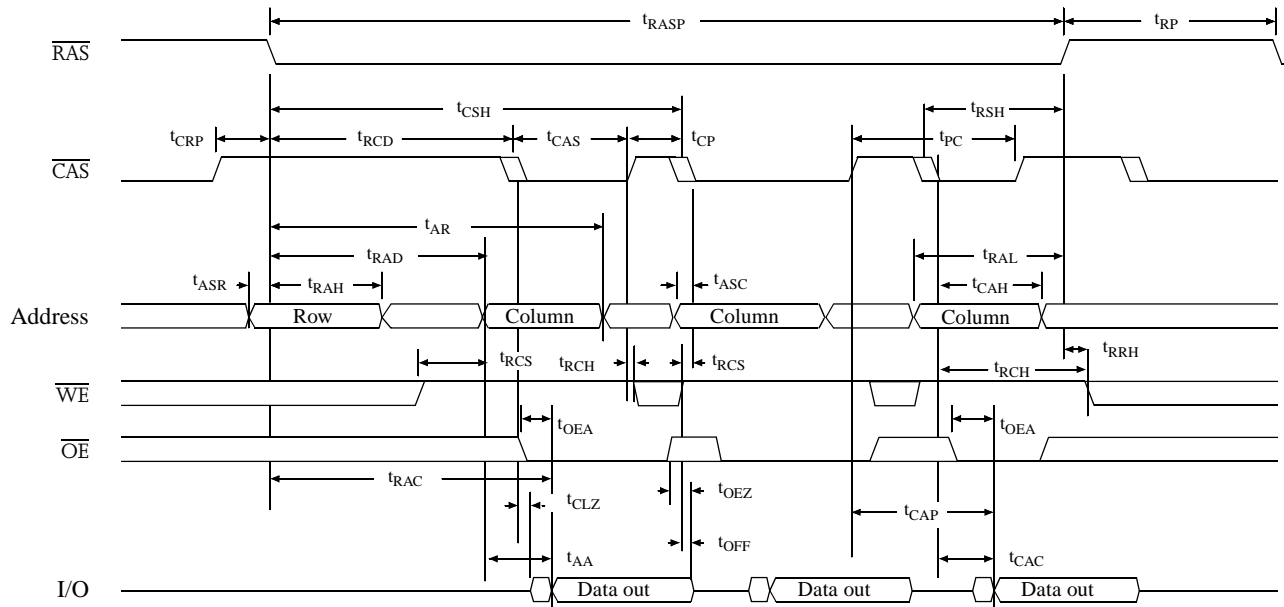 tRASP tRP
RAS
tCSH tRSH
tCRP tRCD tCAS tCP tPC
CAS
tAR
tRAD tRAL
tASR tRAH tASC tCAH
Address Row Column Column Column
tRCS tRCH tRCS tRCH tRRH
WE
tOEA tOEA
OE
tRAC tCLZ tOEZ tCAP
tAA tOFF tCAC
I/O Data out Data out Data out